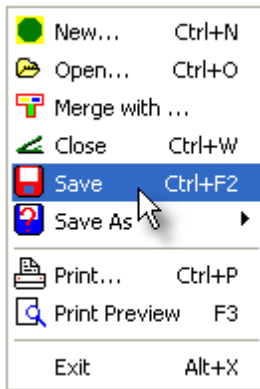 New... Ctrl+N
Open... Ctrl+O
Merge with ...
Close Ctrl+W
Save Ctrl+F2
Save As
Print... Ctrl+P
Print Preview F3
Exit Alt+X